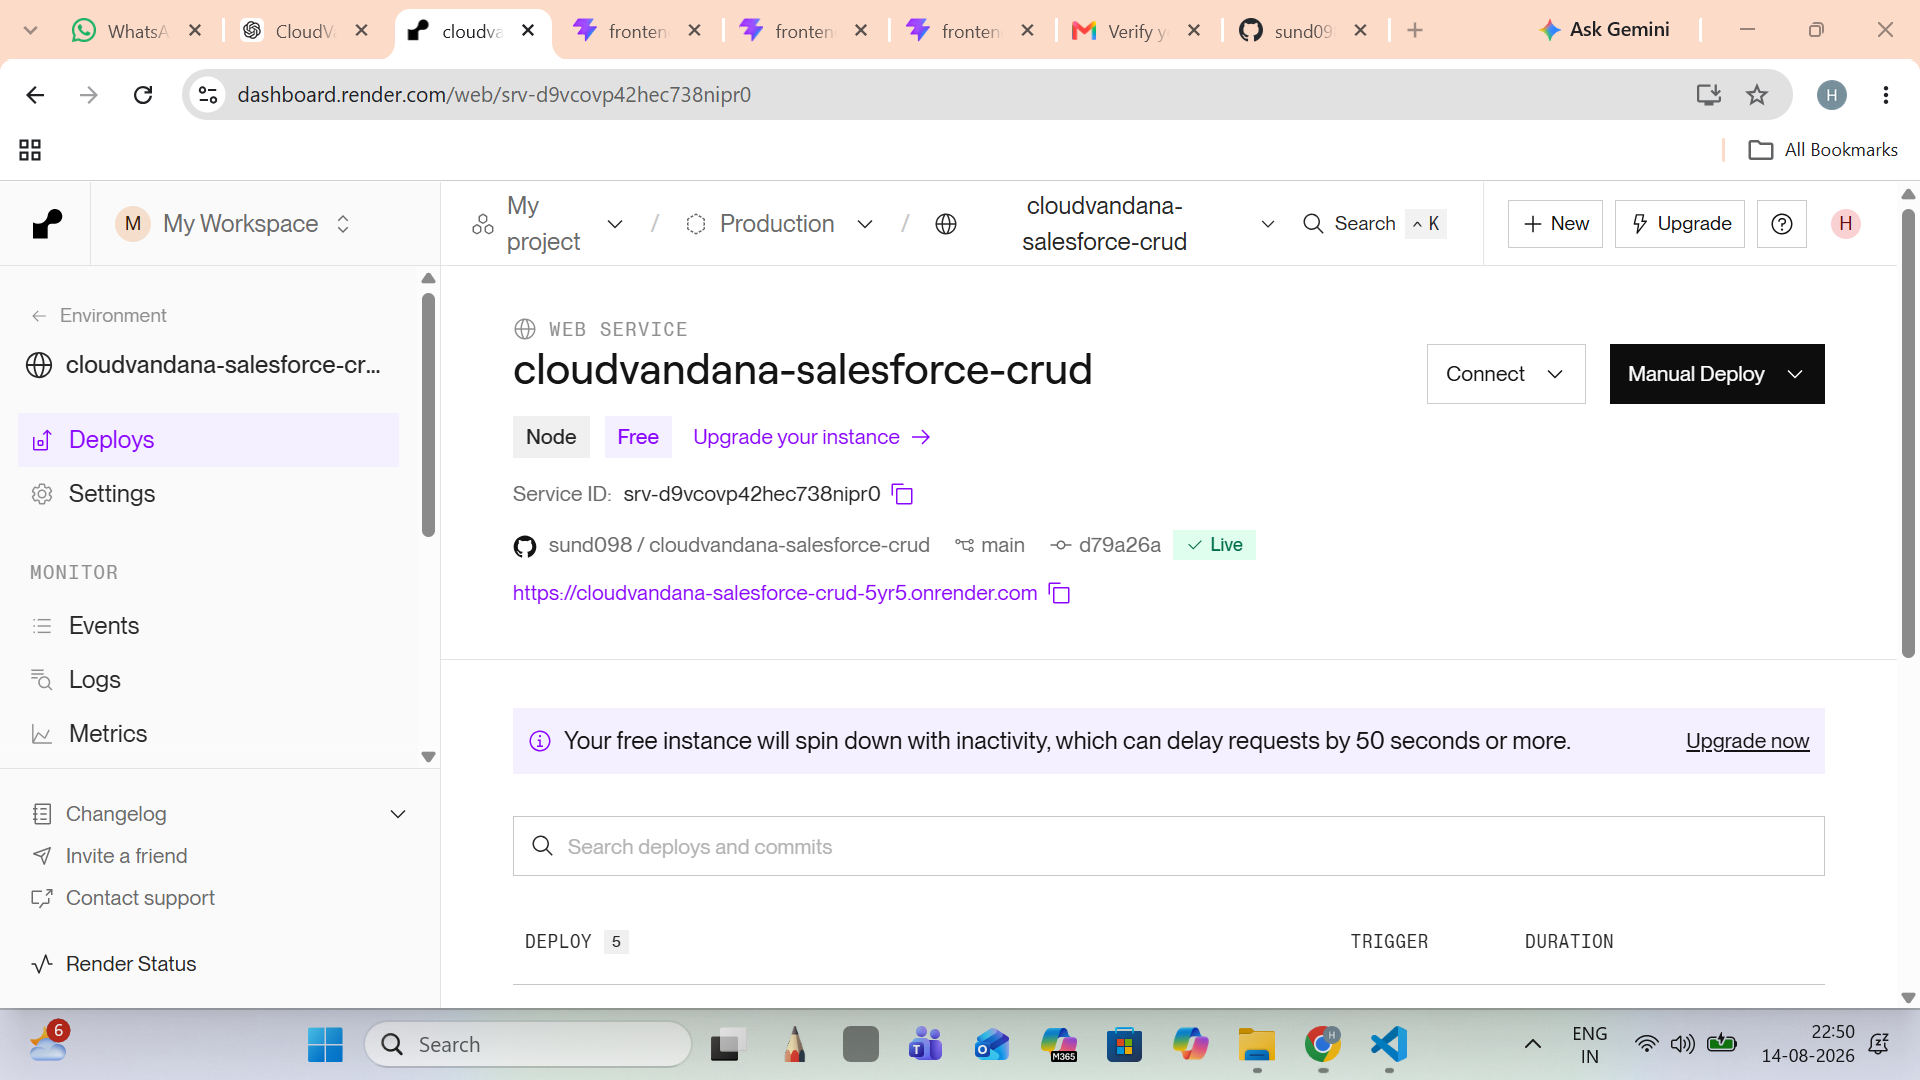 WhatsA
CloudVa
cloudva
fronten
fronten
fronten
Verify y
sund09
Ask Gemini
dashboard.render.com/web/srv-d9vcovp42hec738nipr0
H
All Bookmarks
M My Workspace
My project / Production / cloudvandana-salesforce-crud
Search ^ K
+ New
Upgrade
H
← Environment
cloudvandana-salesforce-cr...
Deploys
Settings
MONITOR
Events
Logs
Metrics
Changelog
Invite a friend
Contact support
Render Status
WEB SERVICE
cloudvandana-salesforce-crud
Connect
Manual Deploy
Node Free Upgrade your instance →
Service ID: srv-d9vcovp42hec738nipr0
sund098 / cloudvandana-salesforce-crud main d79a26a ✓ Live
https://cloudvandana-salesforce-crud-5yr5.onrender.com
Your free instance will spin down with inactivity, which can delay requests by 50 seconds or more. Upgrade now
Search deploys and commits
DEPLOY 5 TRIGGER DURATION
6
Search
M365
ENG
IN
22:50
14-08-2026